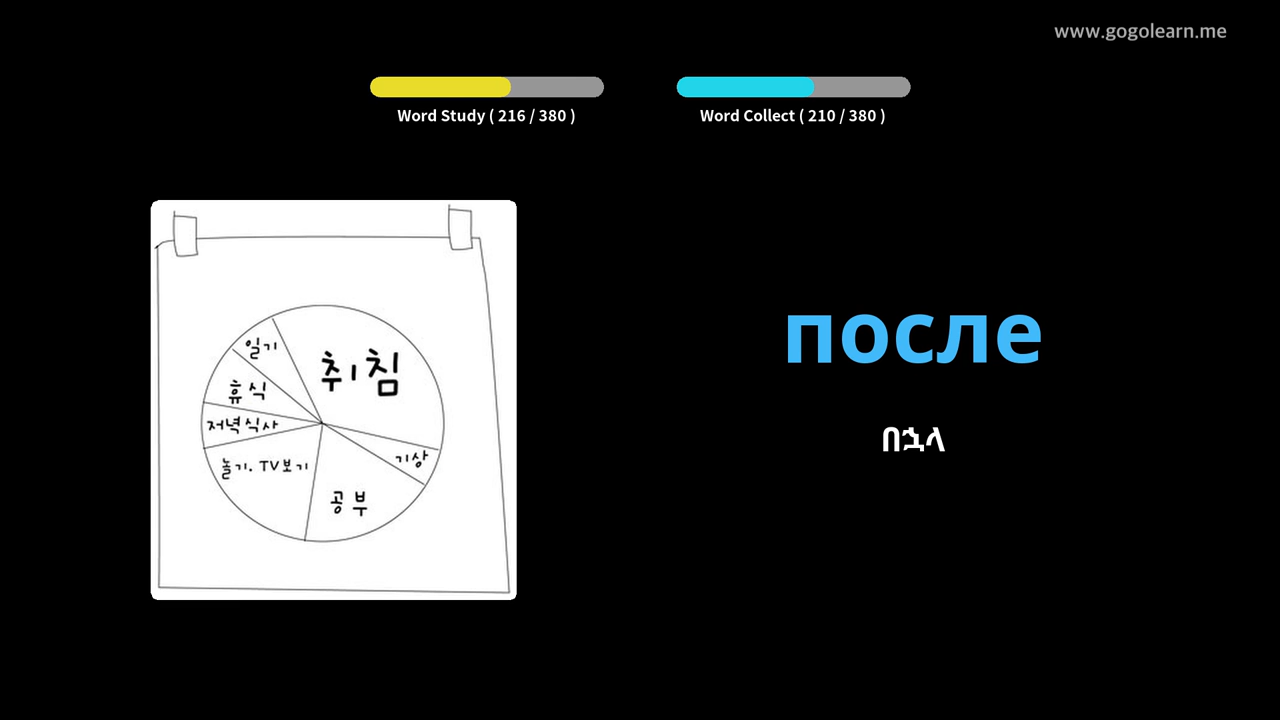 www.gogolearn.me
Word Study ( 216 / 380 )
Word Collect ( 210 / 380 )
일기
취침
휴식
저녁식사
놀기. TV보기
기상
공부
после
በኋላ